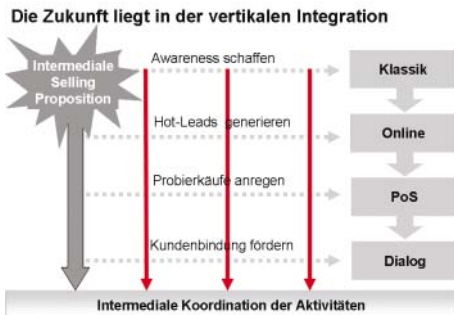 Die Zukunft liegt in der vertikalen Integration
Intermediale
Selling
Proposition
Awareness schaffen
Klassik
Hot-Leads generieren
Online
Probierkäufe anregen
PoS
Kundenbindung fördern
Dialog
Intermediale Koordination der Aktivitäten